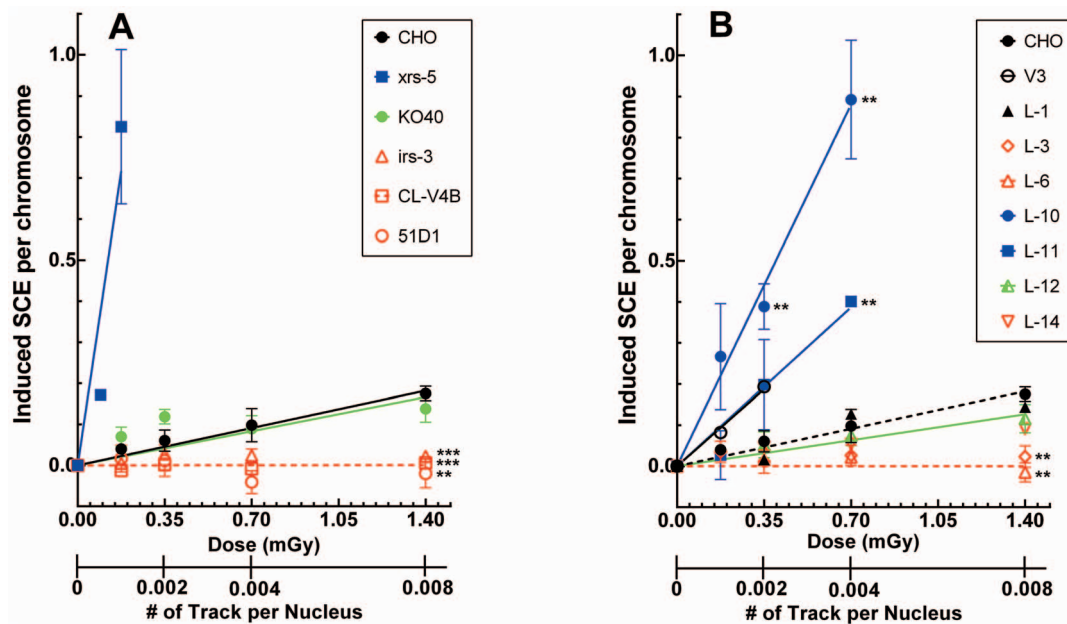 A
CHO
xrs-5
KO40
irs-3
CL-V4B
51D1
Induced SCE per chromosome
1.0
0.5
0.0
***
***
**
0.00
0.35
0.70
1.05
1.40
Dose (mGy)
0
0.002
0.004
0.008
# of Track per Nucleus
B
CHO
V3
L-1
L-3
L-6
L-10
L-11
L-12
L-14
Induced SCE per chromosome
1.0
0.5
0.0
**
**
**
**
**
0.00
0.35
0.70
1.05
1.40
Dose (mGy)
0
0.002
0.004
0.008
# of Track per Nucleus